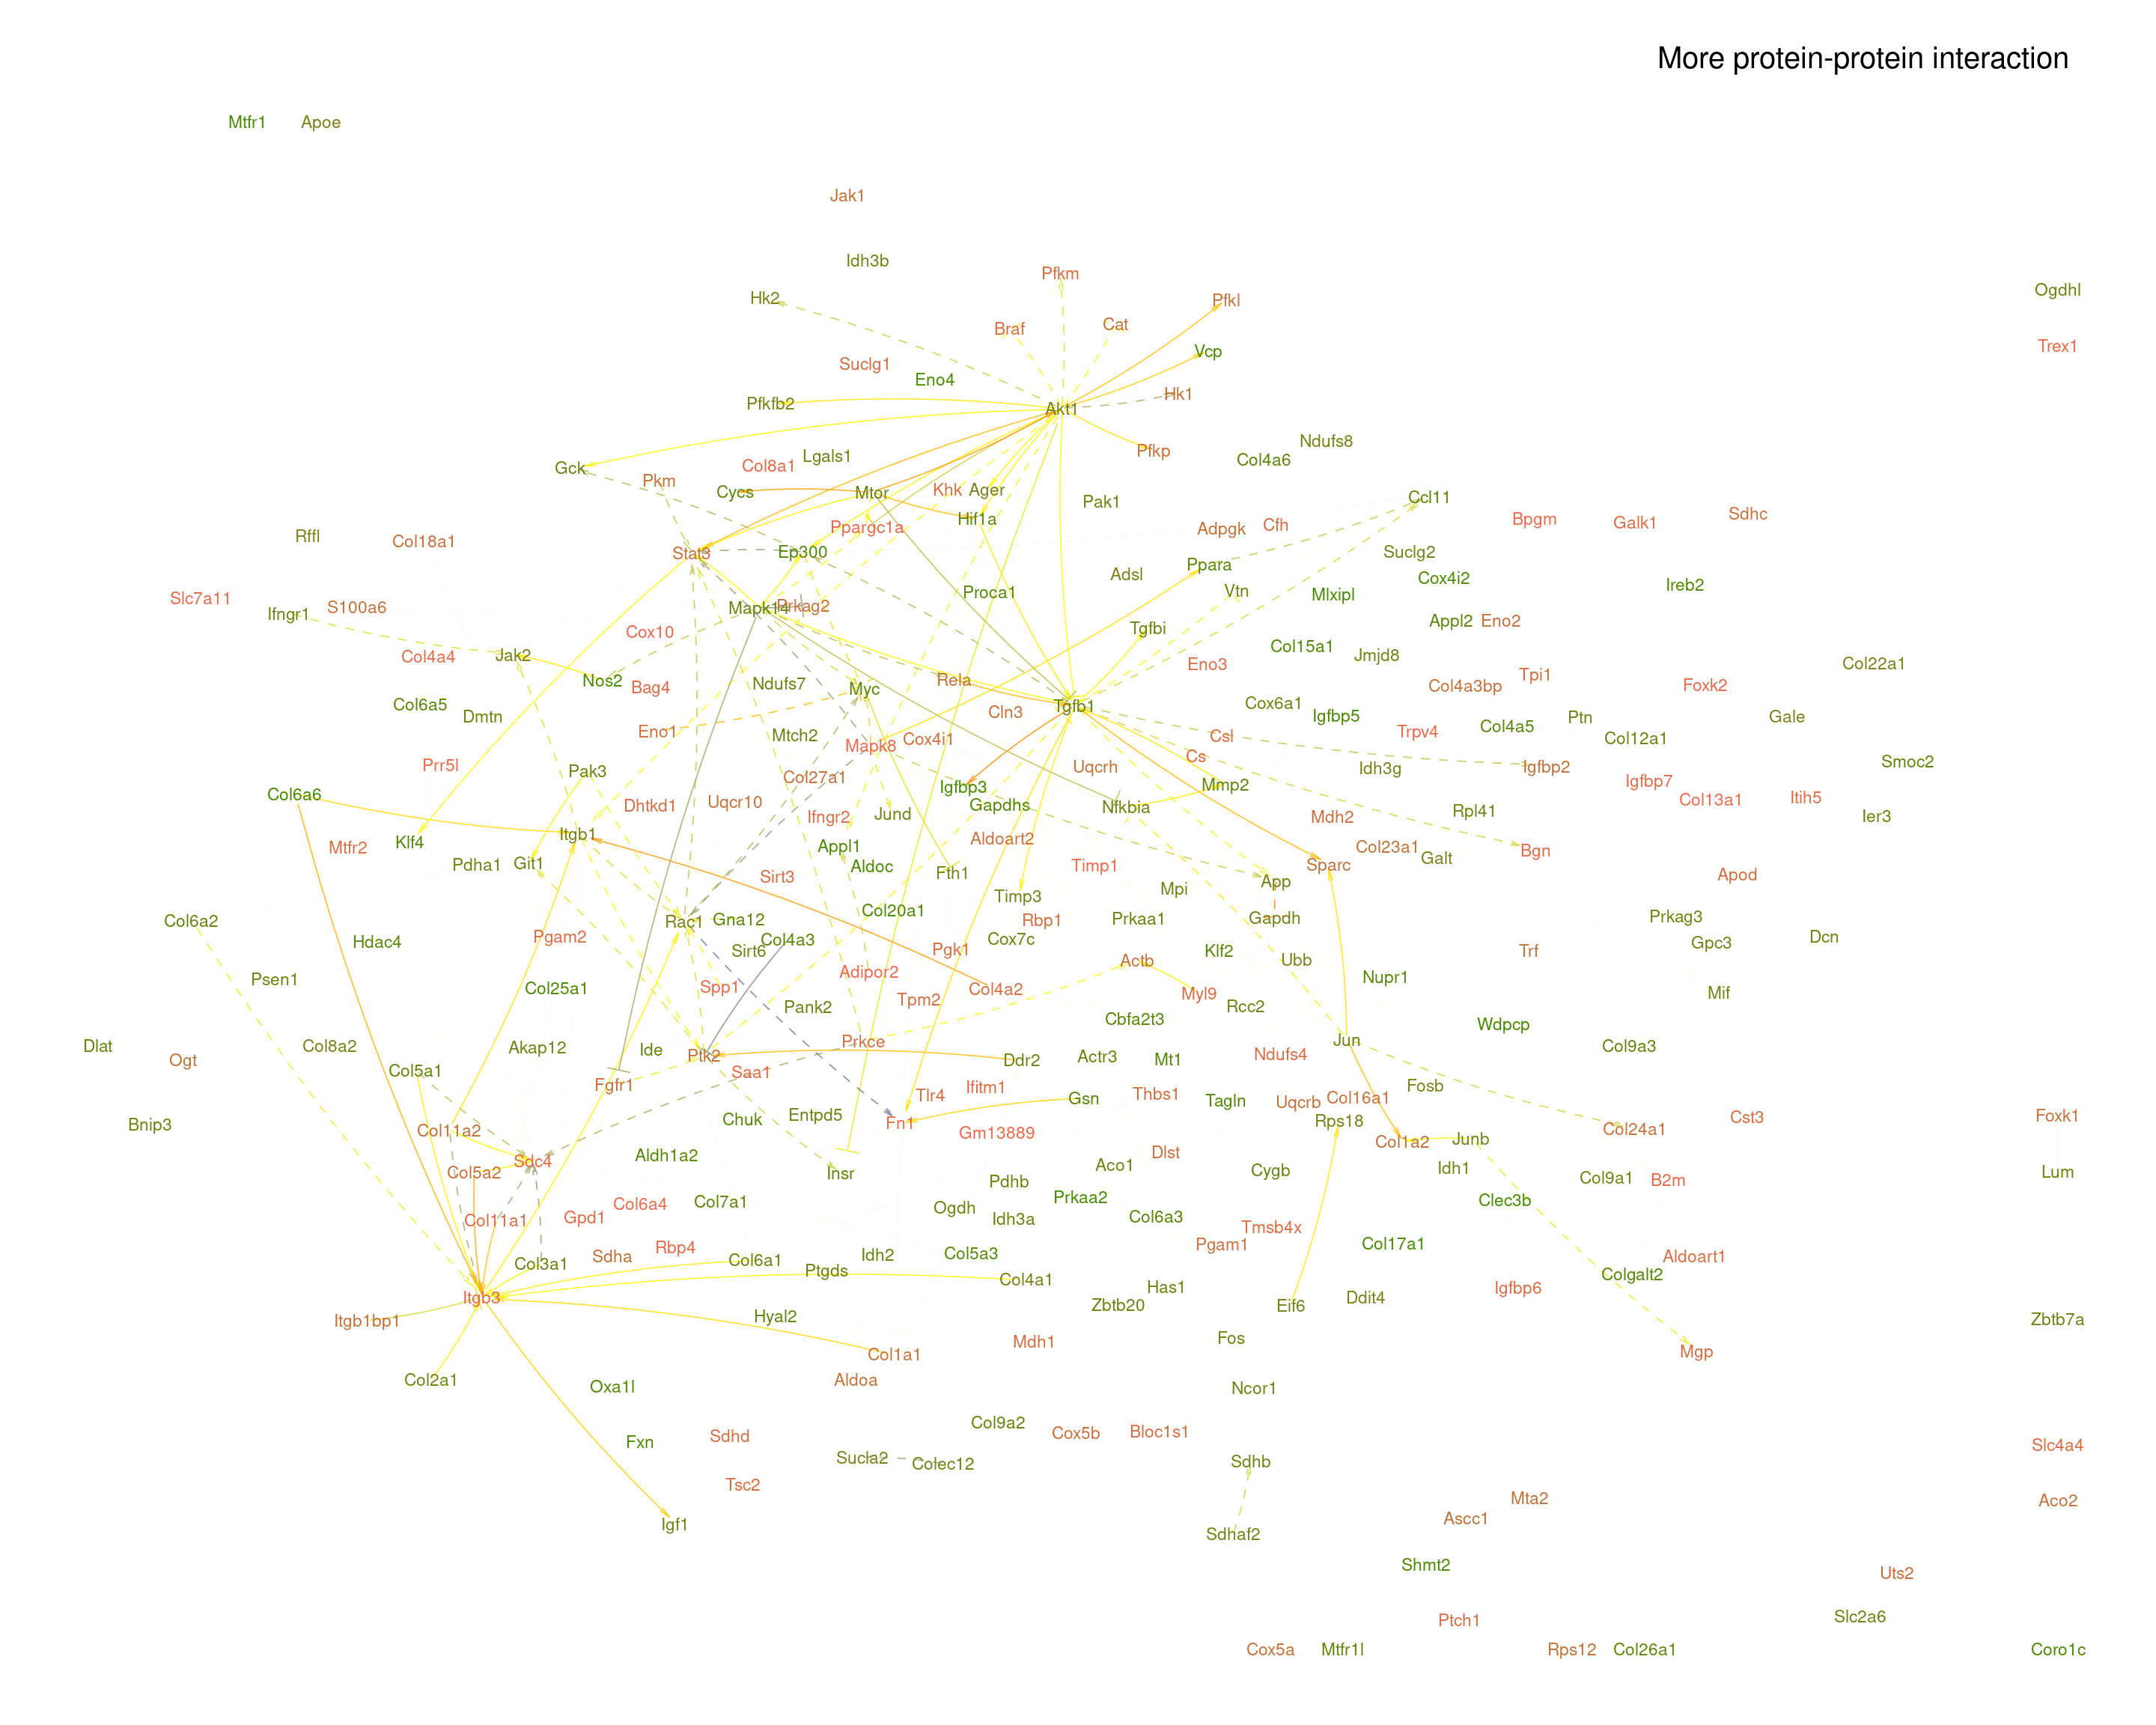 More protein-protein interaction
Mtfr1
Apoe
Jak1
Idh3b
Pfkm
Ogdhl
Hk2
Pfkl
Braf
Cat
Trex1
Vcp
Suclg1
Eno4
Hk1
Pfkfb2
Akt1
Ndufs8
Pfkp
Lgals1
Col4a6
Col8a1
Gck
Pkm
Cycs
Mtor
Khk
Ager
Ccl11
Pak1
Sdhc
Hif1a
Bpgm
Galk1
Ppargc1a
Adpgk
Cfh
Rffl
Col18a1
Stat3
Ep300
Suclg2
Ppara
Adsl
Cox4i2
Ireb2
Proca1
Vtn
Mlxipl
Slc7a11
S100a6
Mapk14
Prkag2
Ifngr1
Appl2
Eno2
Tgfbi
Cox10
Col15a1
Jak2
Col4a4
Jmjd8
Eno3
Col22a1
Tpi1
Nos2
Bag4
Ndufs7
Rela
Myc
Col4a3bp
Foxk2
Col6a5
Tgfb1
Cox6a1
Dmtn
Cln3
Igfbp5
Ptn
Gale
Col4a5
Eno1
Mtch2
Cox4i1
Csl
Trpv4
Col12a1
Mapk8
Cs
Smoc2
Prr5l
Pak3
Uqcrh
Idh3g
Igfbp2
Col27a1
Igfbp3
Mmp2
Igfbp7
Col6a6
Dhtkd1
Uqcr10
Gapdhs
Nfkbia
Col13a1
Itih5
Ifngr2
Jund
Mdh2
Rpl41
Ier3
Itgb1
Klf4
Mtfr2
Appl1
Aldoart2
Col23a1
Bgn
Pdha1
Git1
Aldoc
Fth1
Timp1
Sparc
Galt
Sirt3
App
Apod
Timp3
Mpi
Col6a2
Rac1
Gna12
Col20a1
Rbp1
Prkaa1
Gapdh
Prkag3
Hdac4
Pgam2
Sirt6
Col4a3
Cox7c
Gpc3
Dcn
Pgk1
Klf2
Trf
Actb
Ubb
Psen1
Adipor2
Nupr1
Col25a1
Spp1
Col4a2
Myl9
Mif
Pank2
Tpm2
Rcc2
Cbfa2t3
Wdpcp
Dlat
Col8a2
Akap12
Ide
Ptk2
Prkce
Jun
Col9a3
Ogt
Ddr2
Actr3
Mt1
Ndufs4
Col5a1
Saa1
Fgfr1
Ifitm1
Fosb
Tlr4
Gsn
Thbs1
Tagln
Uqcrb
Col16a1
Bnip3
Chuk
Entpd5
Fn1
Rps18
Cst3
Foxk1
Col11a2
Gm13889
Col1a2
Junb
Col24a1
Aldh1a2
Dlst
Sdc4
Col5a2
Insr
Aco1
Cygb
Idh1
Lum
Pdhb
Col9a1
B2m
Col6a4
Col7a1
Prkaa2
Clec3b
Ogdh
Col11a1
Gpd1
Idh3a
Col6a3
Tmsb4x
Rbp4
Sdha
Idh2
Col5a3
Pgam1
Col17a1
Aldoart1
Col3a1
Col6a1
Ptgds
Col4a1
Colgalt2
Itgb3
Has1
Igfbp6
Itgb1bp1
Hyal2
Zbtb20
Eif6
Ddit4
Zbtb7a
Fos
Mdh1
Col1a1
Mgp
Col2a1
Oxa1l
Aldoa
Ncor1
Col9a2
Cox5b
Bloc1s1
Fxn
Sdhd
Slc4a4
Sucla2
Colec12
Sdhb
Tsc2
Mta2
Aco2
Igf1
Ascc1
Sdhaf2
Shmt2
Uts2
Ptch1
Slc2a6
Cox5a
Mtfr1l
Rps12
Col26a1
Coro1c